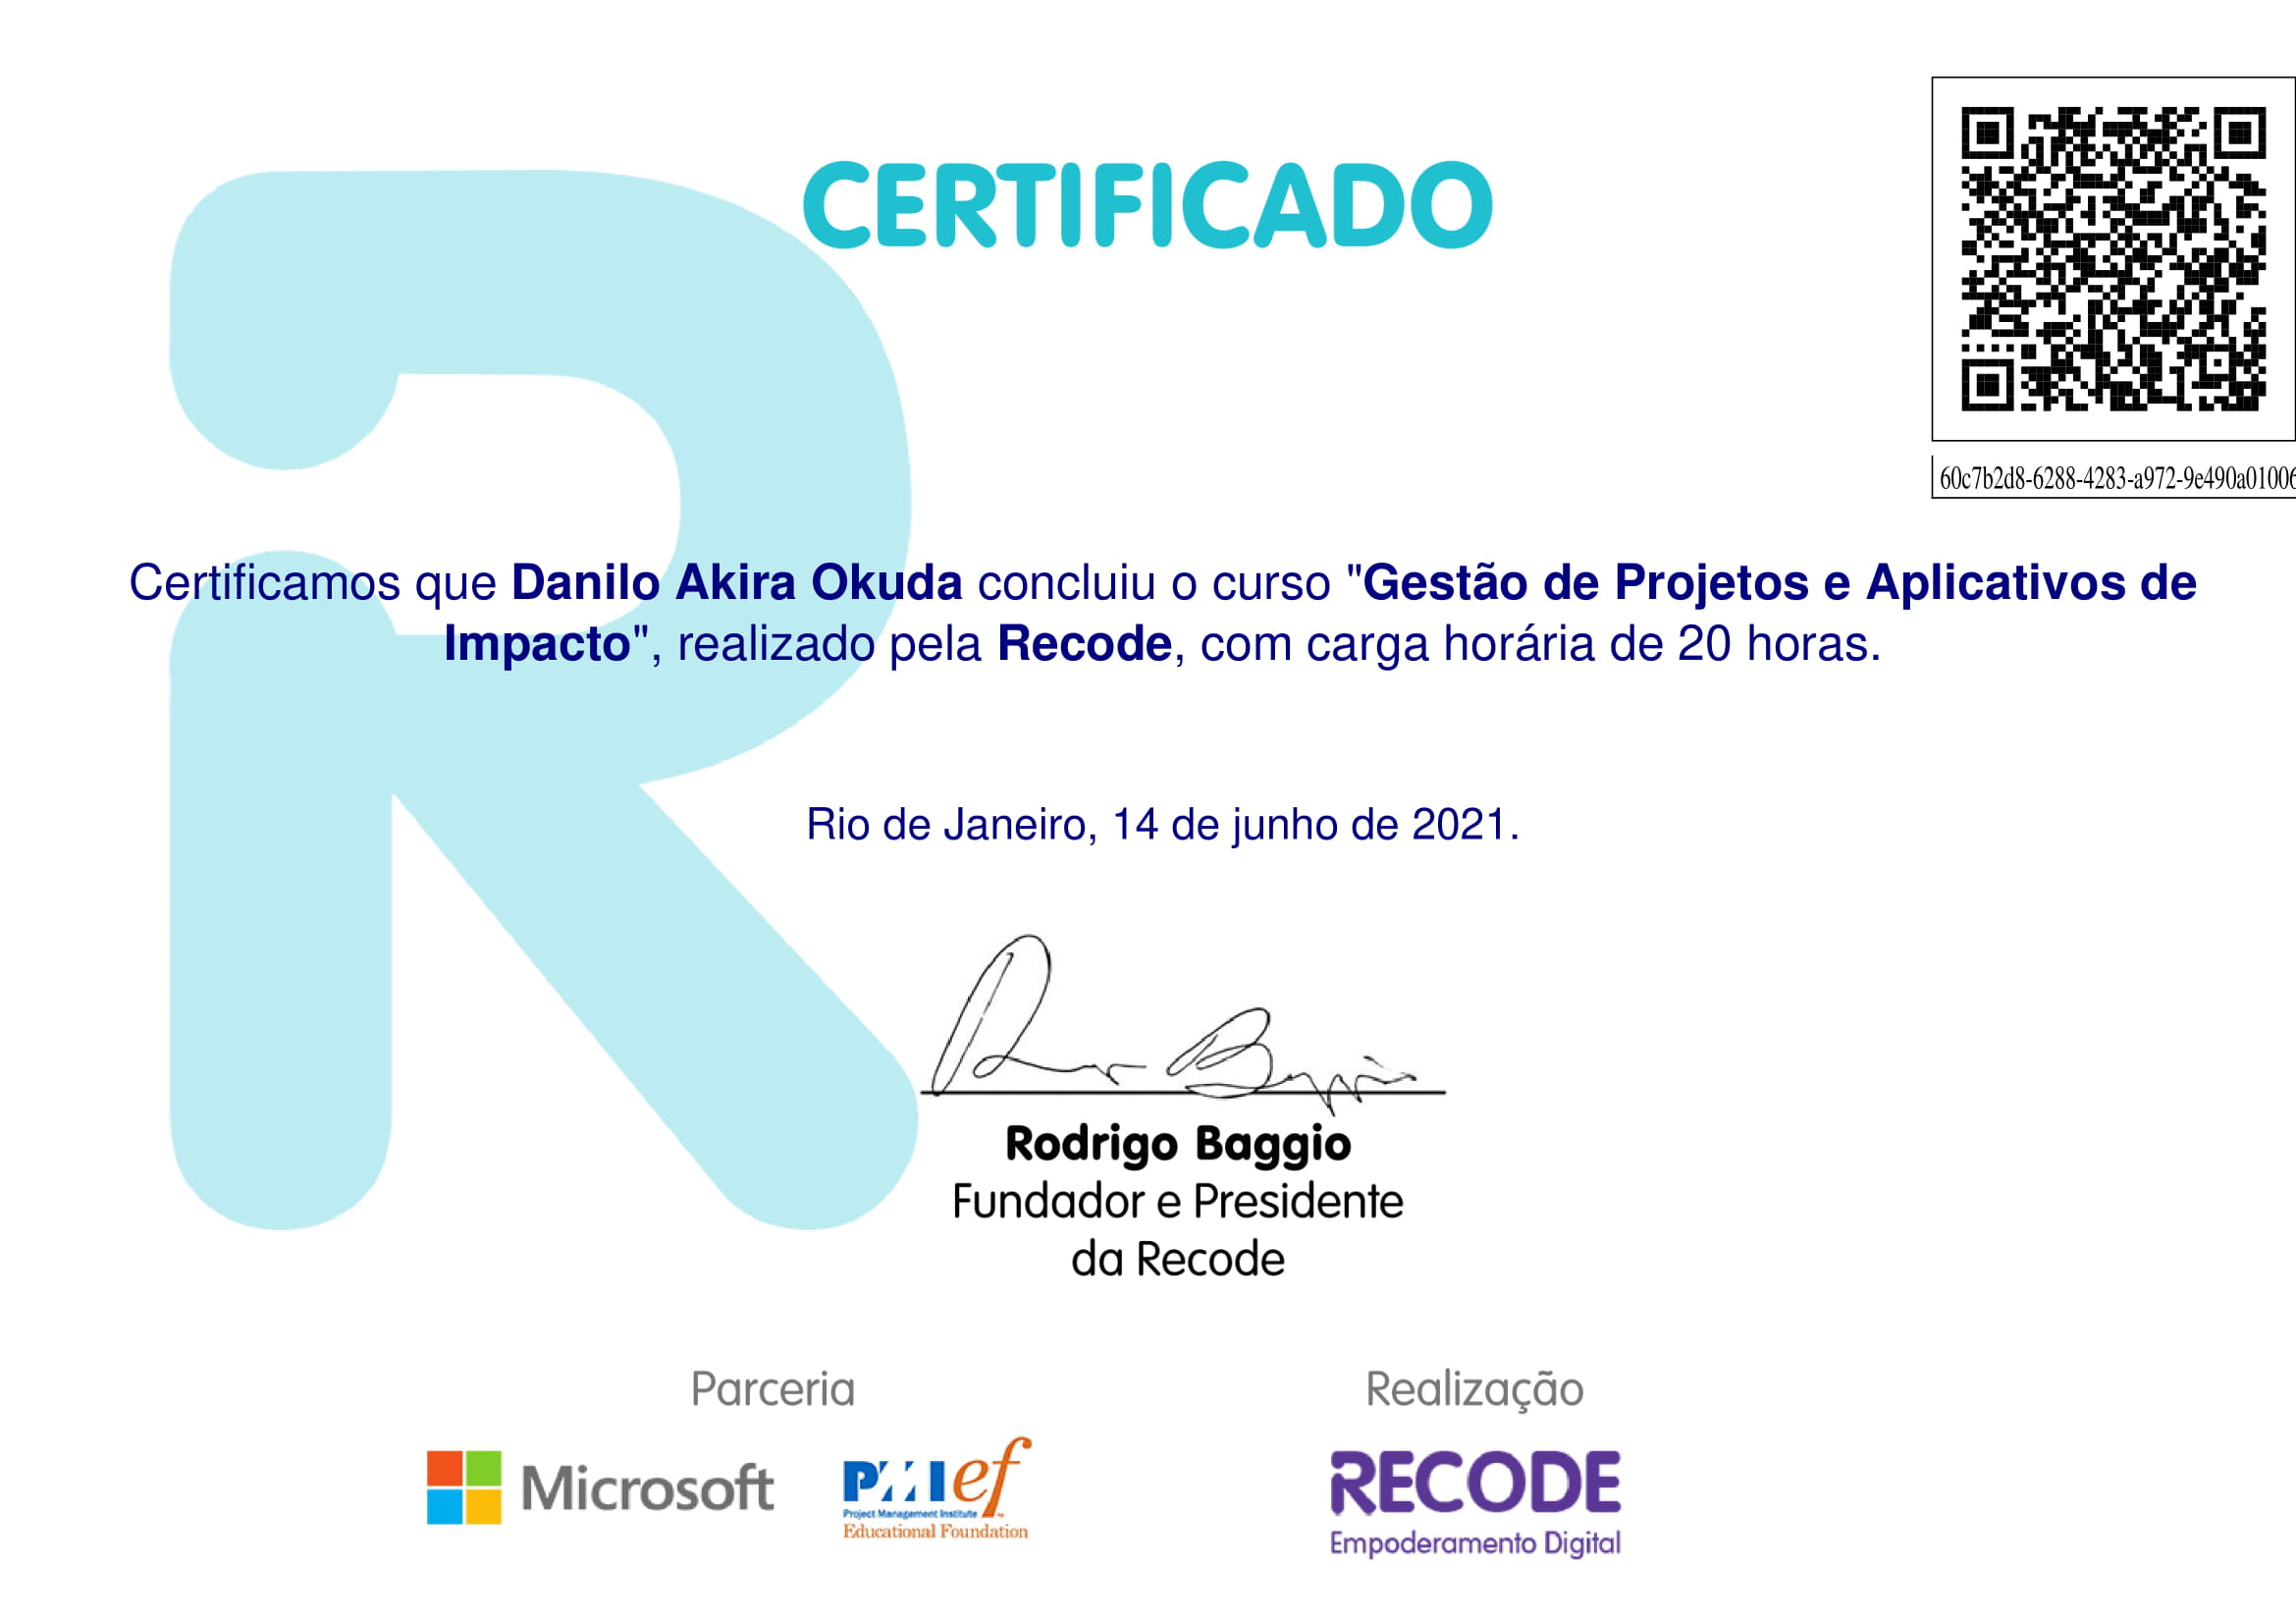 CERTIFICADO
60c7b2d8-6288-4283-a972-9e490a01006
Certificamos que Danilo Akira Okuda concluiu o curso "Gestão de Projetos e Aplicativos de
Impacto", realizado pela Recode, com carga horária de 20 horas.
Rio de Janeiro, 14 de junho de 2021.
Rodrigo Baggio
Fundador e Presidente
da Recode
Parceria
Realização
Microsoft
PMIef
Project Management Institute
Educational Foundation
RECODE
Empoderamento Digital